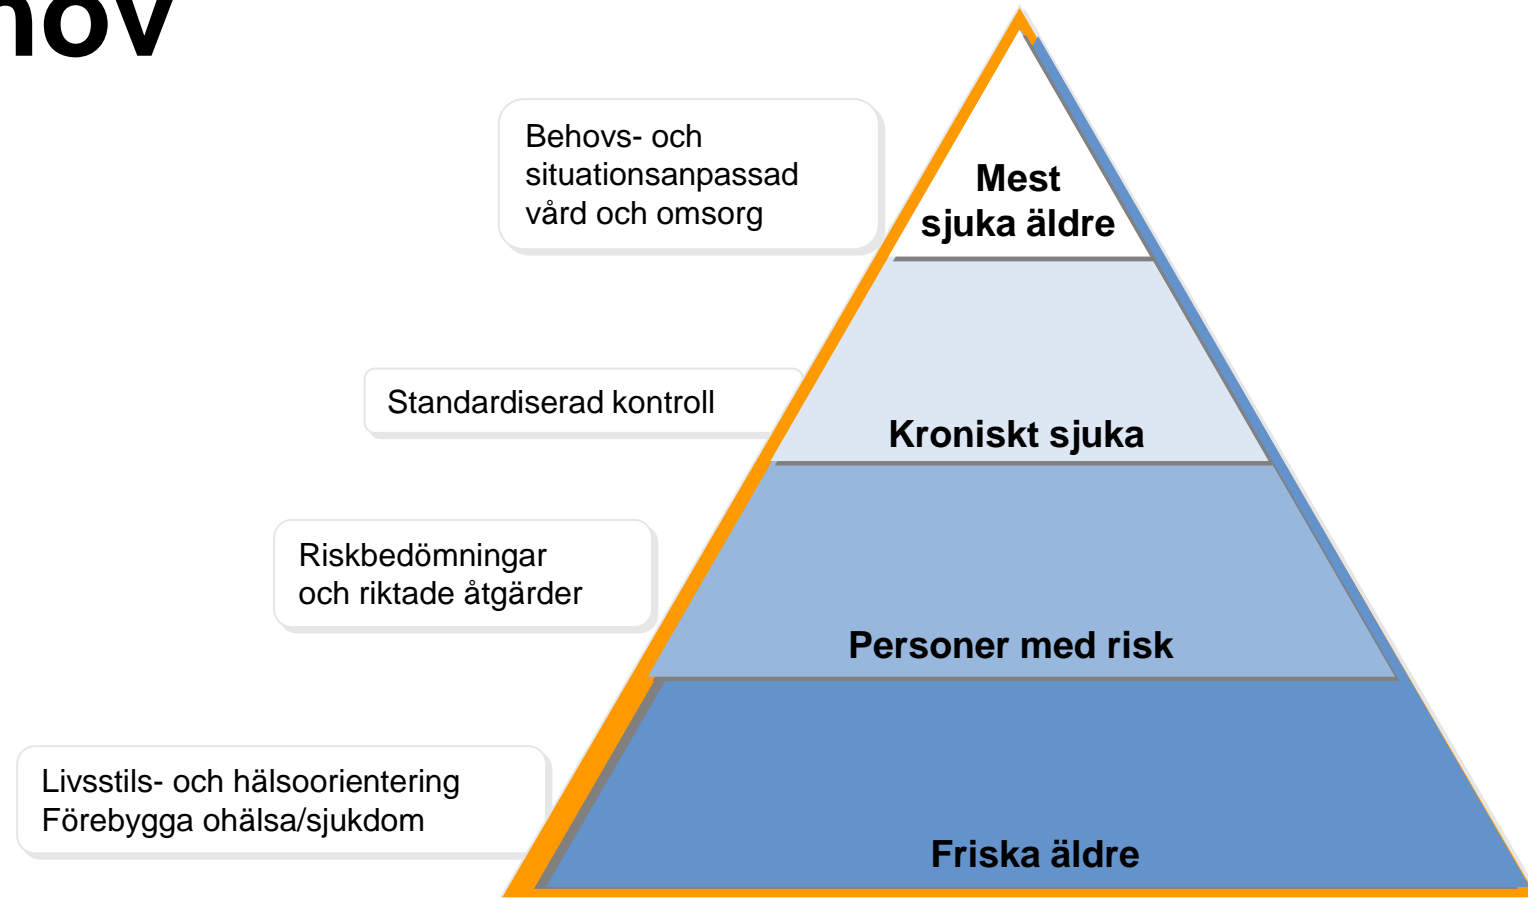 Behovs- och
situationsanpassad
vård och omsorg
Mest
sjuka äldre
Standardiserad kontroll
Kroniskt sjuka
Riskbedömningar
och riktade åtgärder
Personer med risk
Livsstils- och hälsoorientering
Förebygga ohälsa/sjukdom
Friska äldre